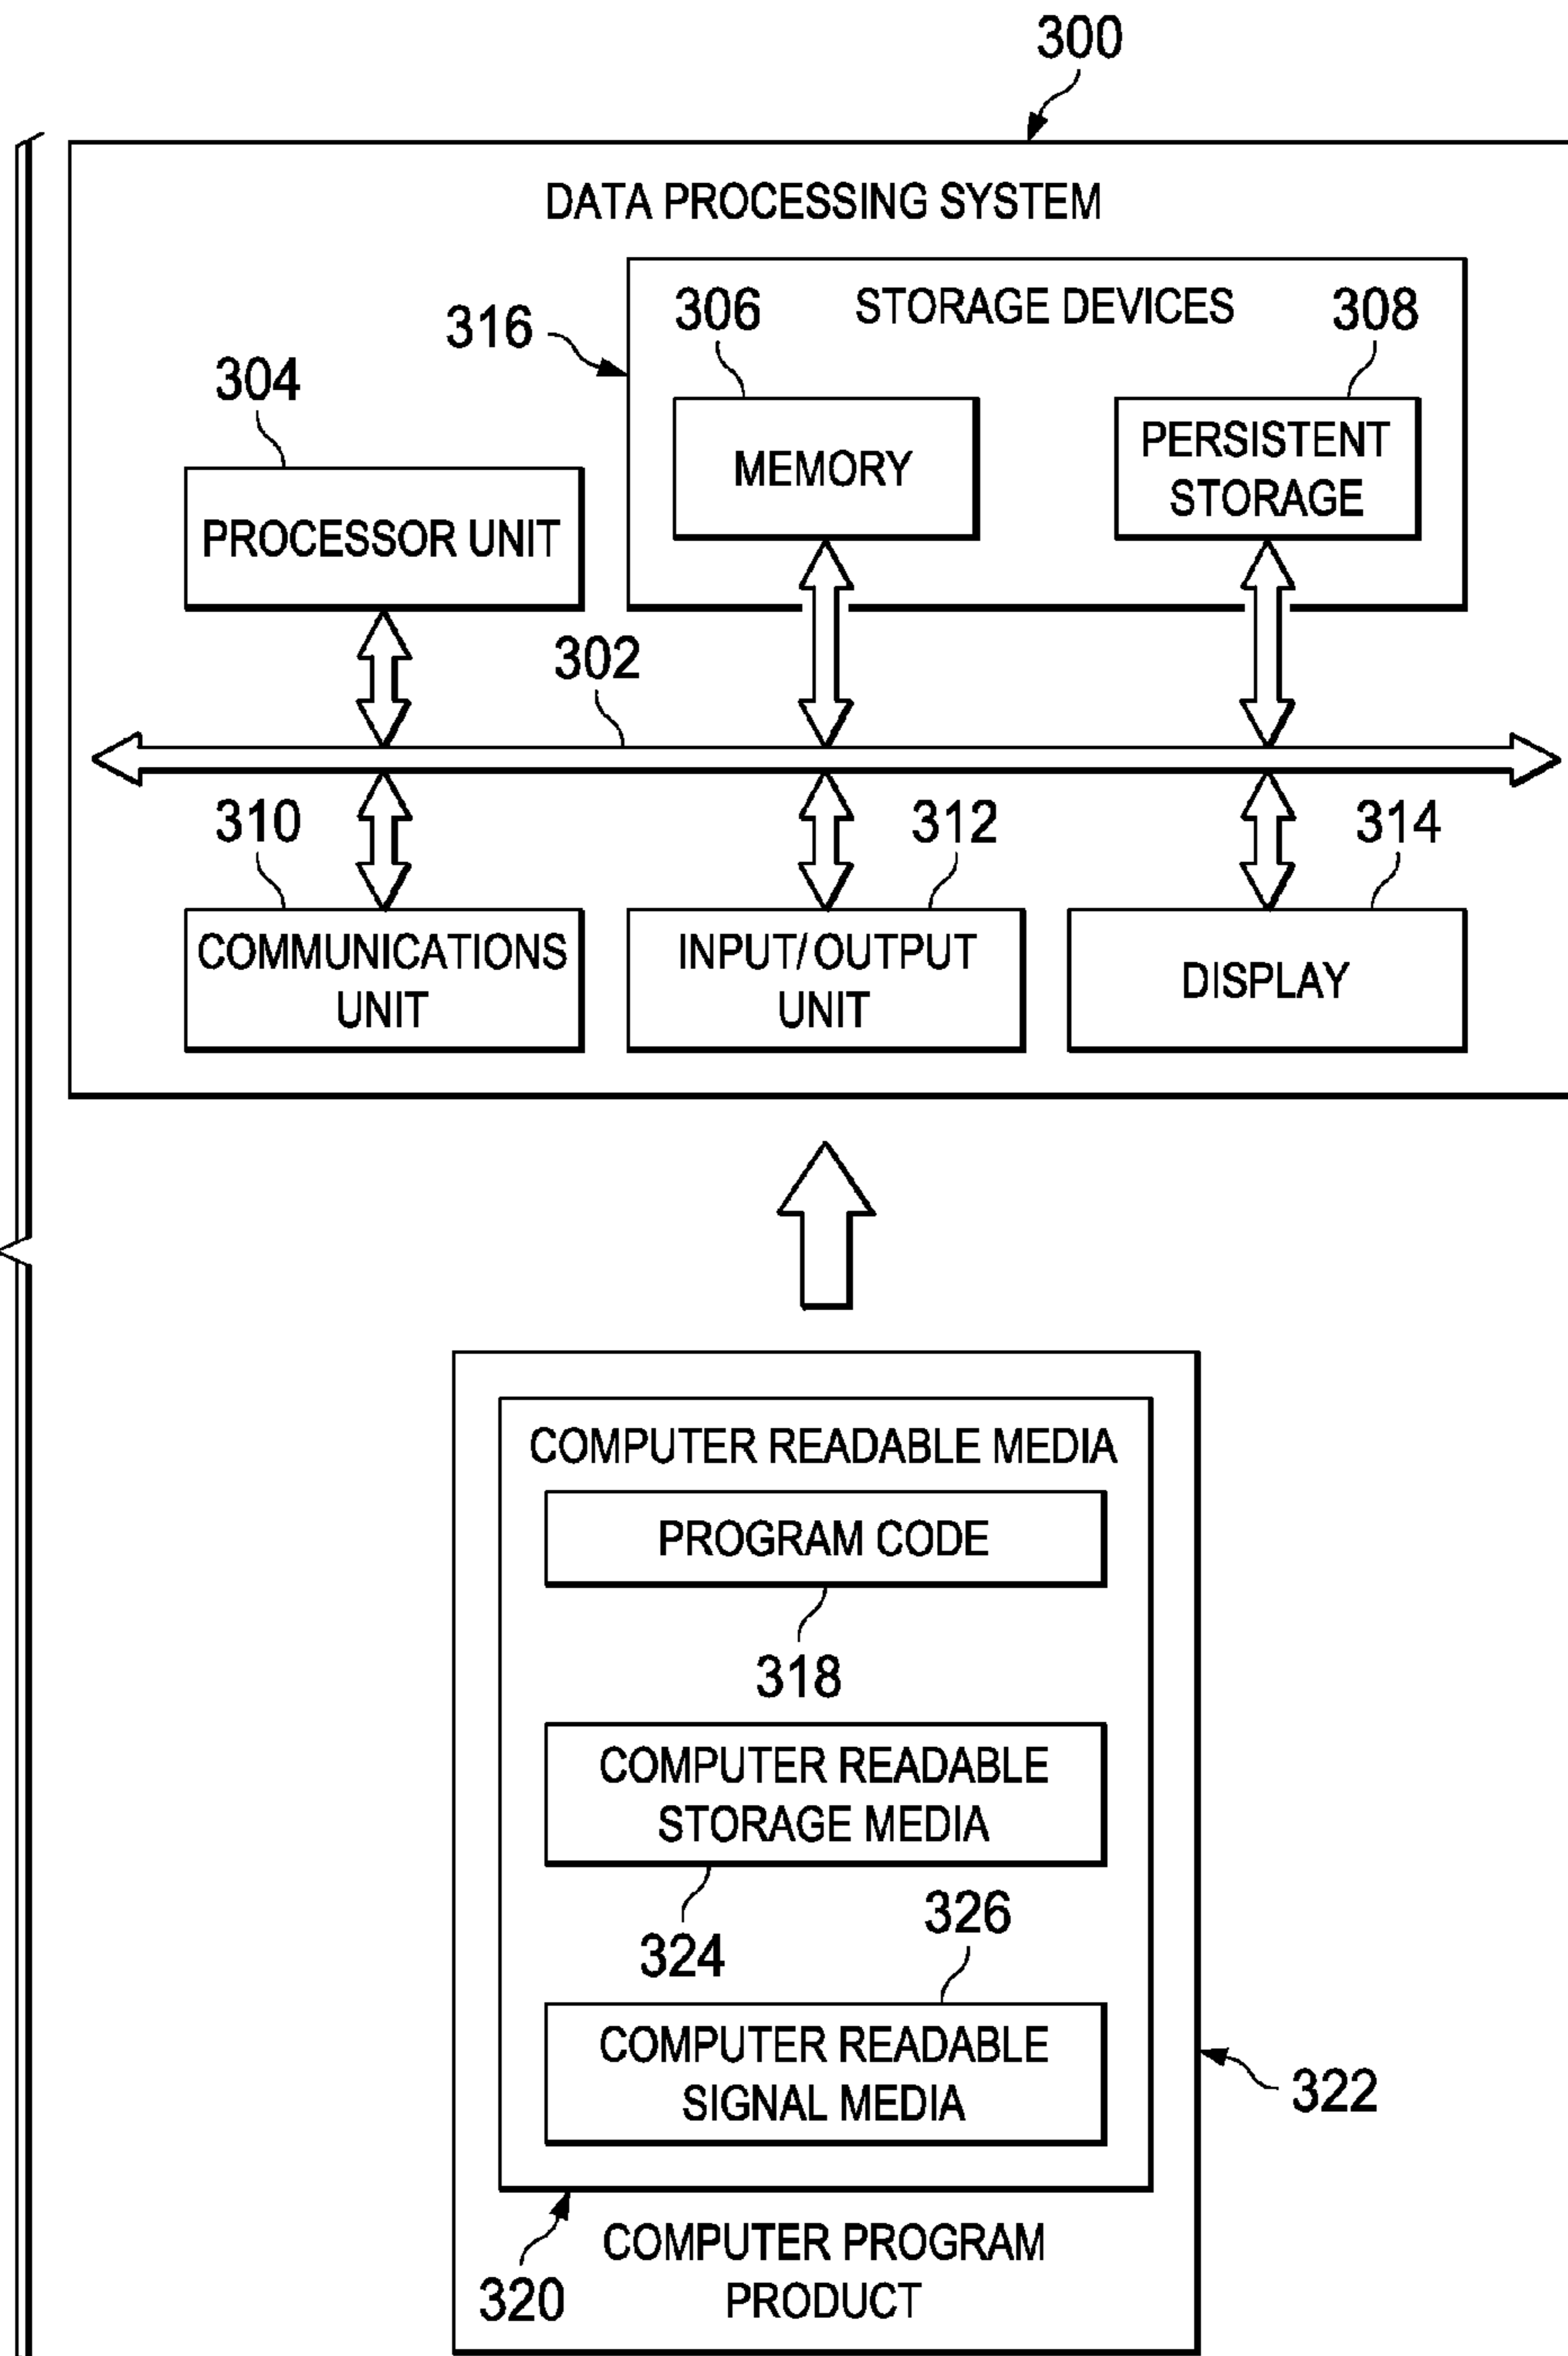 300
DATA PROCESSING SYSTEM
316
306
STORAGE DEVICES
308
304
MEMORY
PERSISTENT
STORAGE
PROCESSOR UNIT
302
310
312
314
COMMUNICATIONS
UNIT
INPUT/OUTPUT
UNIT
DISPLAY
COMPUTER READABLE MEDIA
PROGRAM CODE
318
COMPUTER READABLE
STORAGE MEDIA
324
326
COMPUTER READABLE
SIGNAL MEDIA
322
320
COMPUTER PROGRAM
PRODUCT